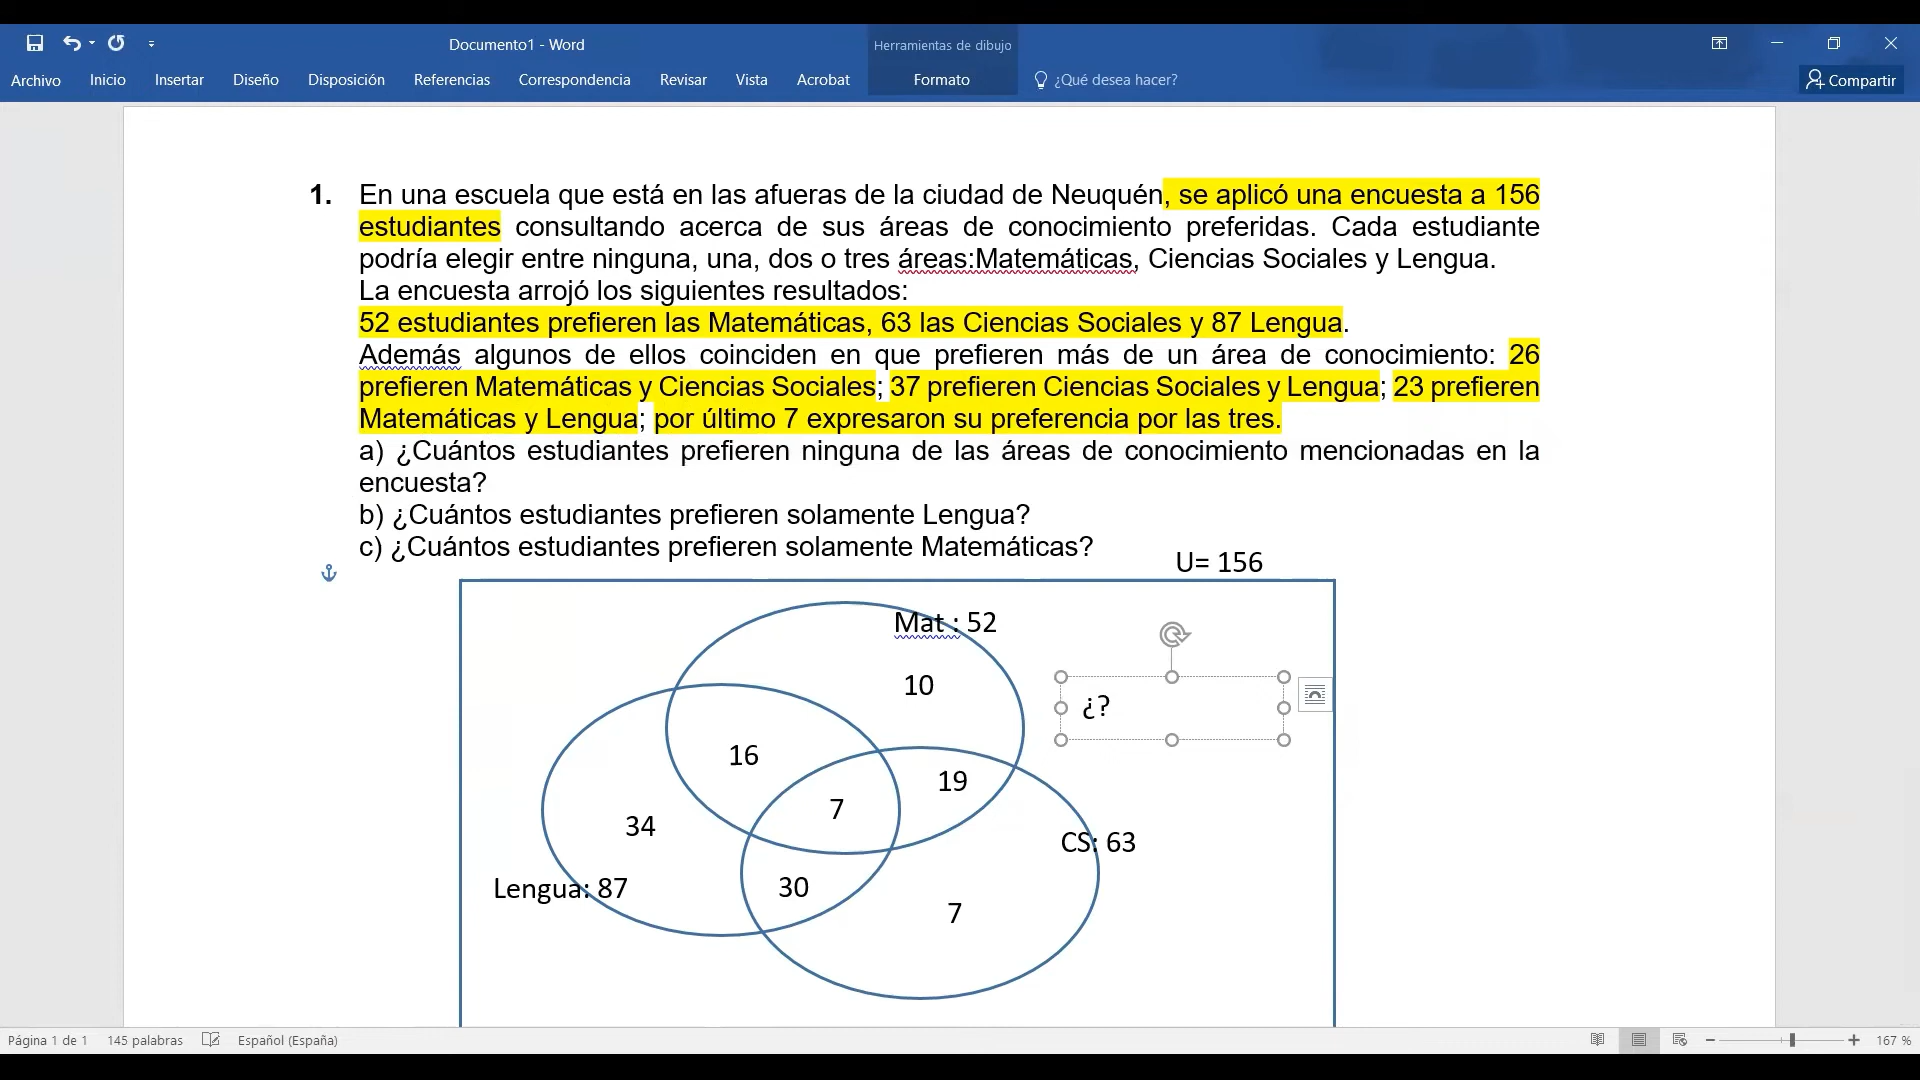 Documento1 - Word
Herramientas de dibujo
Archivo Inicio Insertar Diseño Disposición Referencias Correspondencia Revisar Vista Acrobat Formato ¿Qué desea hacer? Compartir
1. En una escuela que está en las afueras de la ciudad de Neuquén, se aplicó una encuesta a 156
estudiantes consultando acerca de sus áreas de conocimiento preferidas. Cada estudiante
podría elegir entre ninguna, una, dos o tres áreas:Matemáticas, Ciencias Sociales y Lengua.
La encuesta arrojó los siguientes resultados:
52 estudiantes prefieren las Matemáticas, 63 las Ciencias Sociales y 87 Lengua.
Además algunos de ellos coinciden en que prefieren más de un área de conocimiento: 26
prefieren Matemáticas y Ciencias Sociales; 37 prefieren Ciencias Sociales y Lengua; 23 prefieren
Matemáticas y Lengua; por último 7 expresaron su preferencia por las tres.
a) ¿Cuántos estudiantes prefieren ninguna de las áreas de conocimiento mencionadas en la
encuesta?
b) ¿Cuántos estudiantes prefieren solamente Lengua?
c) ¿Cuántos estudiantes prefieren solamente Matemáticas?
U= 156
Mat : 52
10
¿?
16
19
7
34
CS: 63
Lengua: 87
30
7
Página 1 de 1 145 palabras Español (España) 167 %